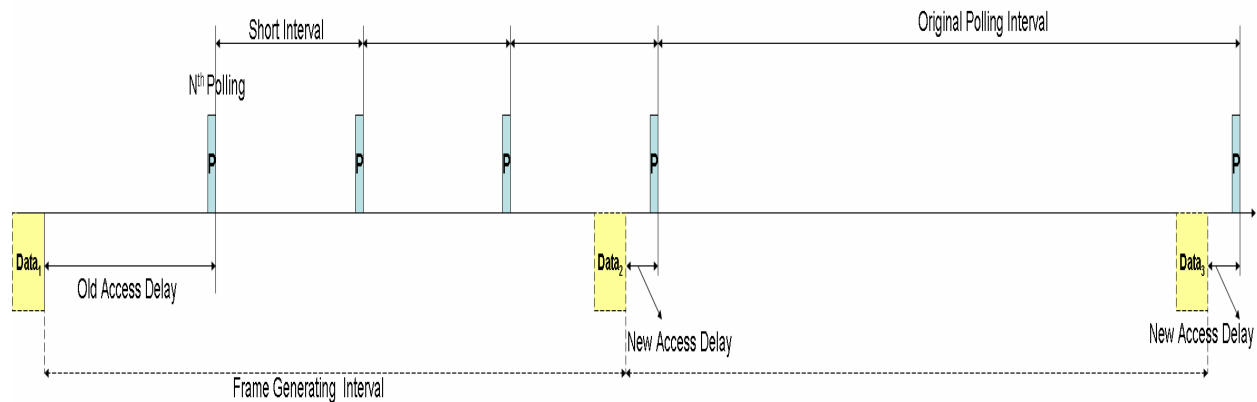 Short Interval
Original Polling Interval
Nth Polling
P
P
P
P
P
Data1
Data2
Data3
Old Access Delay
New Access Delay
New Access Delay
Frame Generating Interval